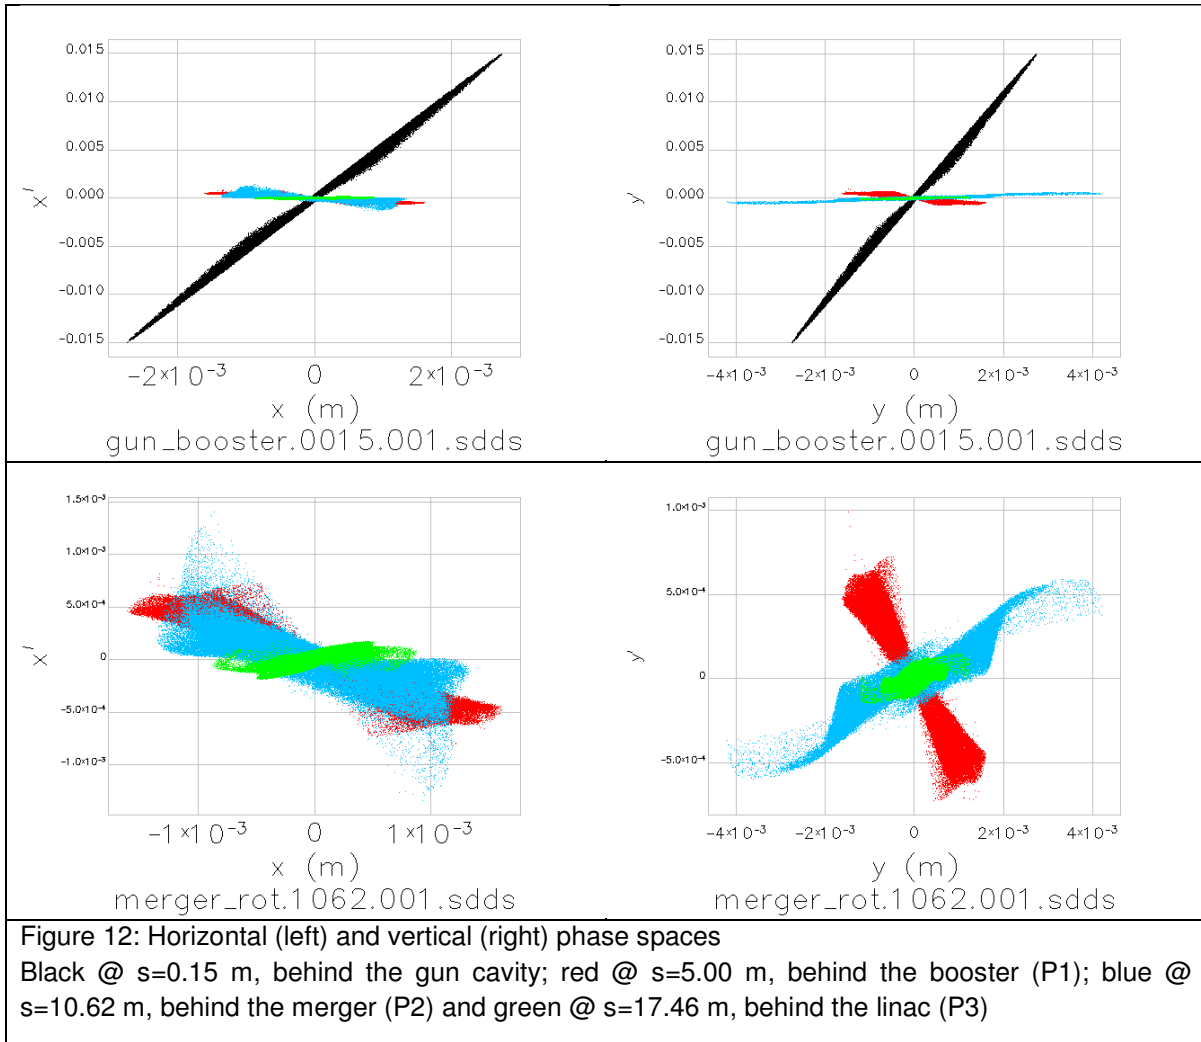 0.015
0.010
0.005
0.000
−0.005
−0.010
−0.015
x'
−2×10⁻³ 0 2×10⁻³
x (m)
gun_booster.0015.001.sdds
0.015
0.010
0.005
0.000
−0.005
−0.010
−0.015
y'
−4×10⁻³ −2×10⁻³ 0 2×10⁻³ 4×10⁻³
y (m)
gun_booster.0015.001.sdds
1.5×10⁻³
1.0×10⁻³
5.0×10⁻⁴
0
−5.0×10⁻⁴
−1.0×10⁻³
x'
−1×10⁻³ 0 1×10⁻³
x (m)
merger_rot.1062.001.sdds
1.0×10⁻³
5.0×10⁻⁴
0
−5.0×10⁻⁴
y'
−4×10⁻³ −2×10⁻³ 0 2×10⁻³ 4×10⁻³
y (m)
merger_rot.1062.001.sdds
Figure 12: Horizontal (left) and vertical (right) phase spaces
Black @ s=0.15 m, behind the gun cavity; red @ s=5.00 m, behind the booster (P1); blue @
s=10.62 m, behind the merger (P2) and green @ s=17.46 m, behind the linac (P3)